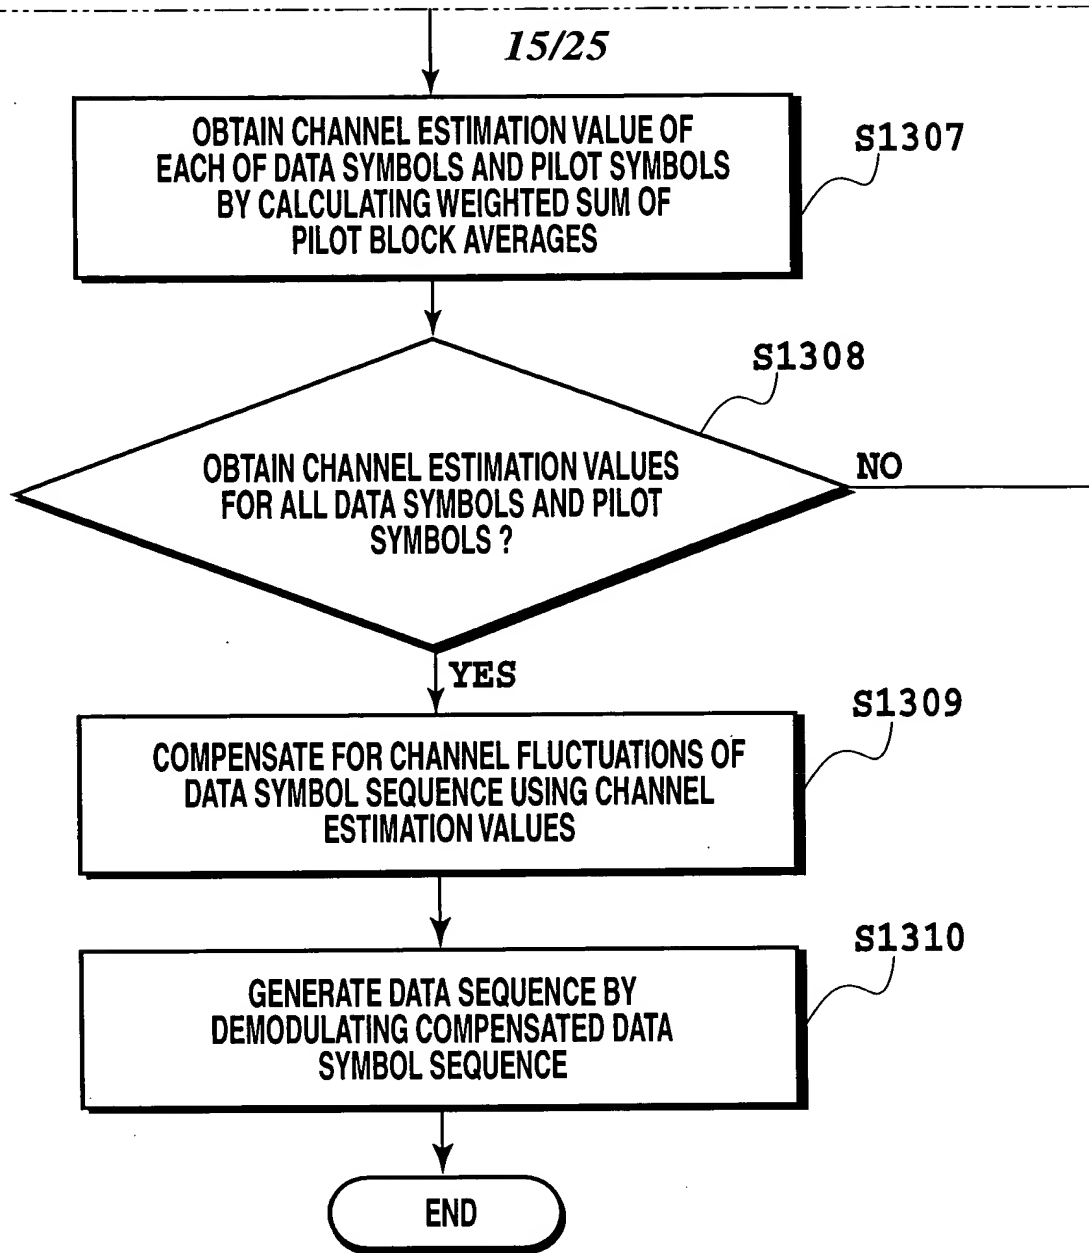 15/25
OBTAIN CHANNEL ESTIMATION VALUE OF
EACH OF DATA SYMBOLS AND PILOT SYMBOLS
BY CALCULATING WEIGHTED SUM OF
PILOT BLOCK AVERAGES
S1307
S1308
OBTAIN CHANNEL ESTIMATION VALUES
FOR ALL DATA SYMBOLS AND PILOT
SYMBOLS ?
NO
YES
S1309
COMPENSATE FOR CHANNEL FLUCTUATIONS OF
DATA SYMBOL SEQUENCE USING CHANNEL
ESTIMATION VALUES
S1310
GENERATE DATA SEQUENCE BY
DEMODULATING COMPENSATED DATA
SYMBOL SEQUENCE
END